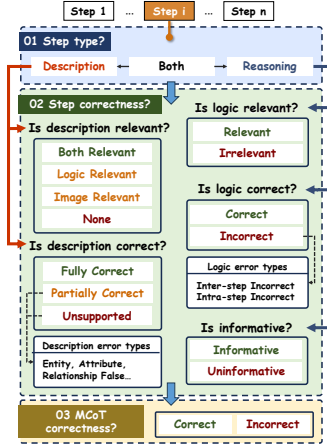 Step 1 ... Step i ... Step n
01 Step type?
Description Both Reasoning
02 Step correctness?
Is description relevant?
Both Relevant
Logic Relevant
Image Relevant
None
Is description correct?
Fully Correct
Partially Correct
Unsupported
Description error types
Entity, Attribute,
Relationship False...
Is logic relevant?
Relevant
Irrelevant
Is logic correct?
Correct
Incorrect
Logic error types
Inter-step Incorrect
Intra-step Incorrect
Is informative?
Informative
Uninformative
03 MCoT
correctness?
Correct Incorrect